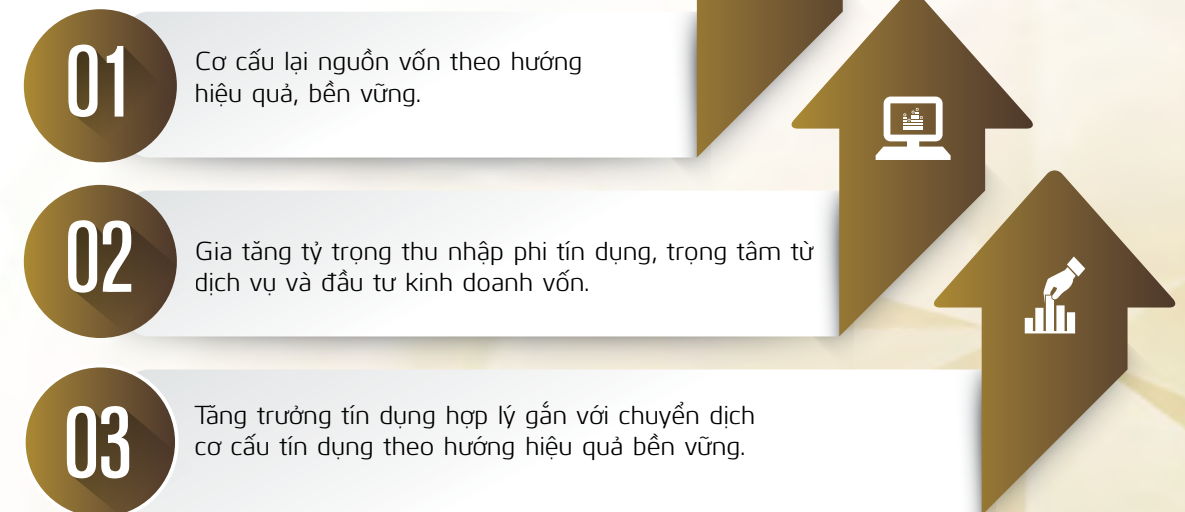 01
Cơ cấu lại nguồn vốn theo hướng
hiệu quả, bền vững.
02
Gia tăng tỷ trọng thu nhập phi tín dụng, trọng tâm từ
dịch vụ và đầu tư kinh doanh vốn.
03
Tăng trưởng tín dụng hợp lý gắn với chuyển dịch
cơ cấu tín dụng theo hướng hiệu quả bền vững.